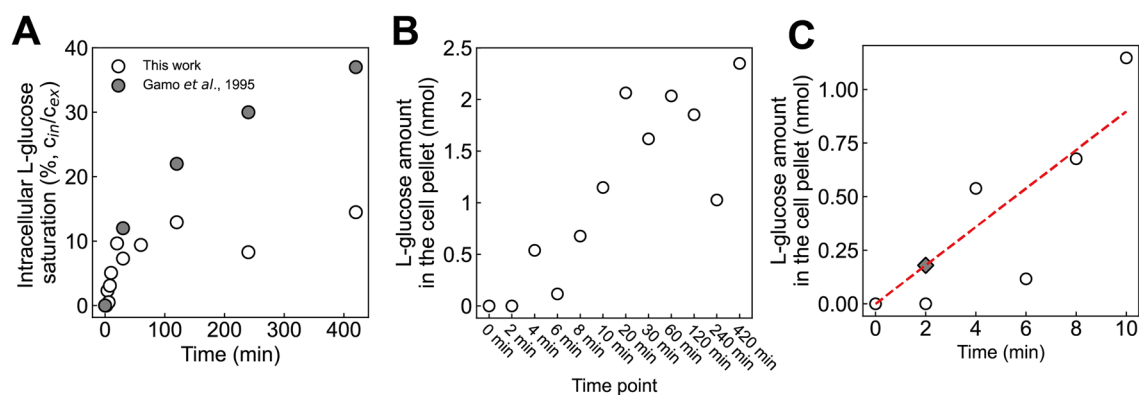 A
Intracellular L-glucose
saturation (%, c_in/c_ex)
40
30
20
10
0
This work
Gamo et al., 1995
0
100
200
300
400
Time (min)
B
L-glucose amount
in the cell pellet (nmol)
2.5
2
1.5
1
0.5
0
0 min
2 min
4 min
6 min
8 min
10 min
20 min
30 min
60 min
120 min
240 min
420 min
Time point
C
L-glucose amount
in the cell pellet (nmol)
1.00
0.75
0.50
0.25
0.00
0
2
4
6
8
10
Time (min)